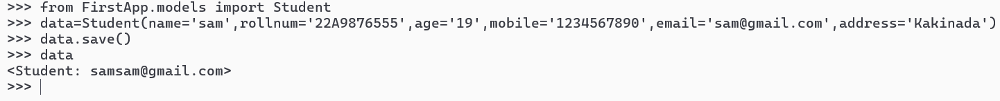 >>> from FirstApp.models import Student
>>> data=Student(name='sam',rollnum='22A9876555',age='19',mobile='1234567890',email='sam@gmail.com',address='Kakinada')
>>> data.save()
>>> data
<Student: samsam@gmail.com>
>>>